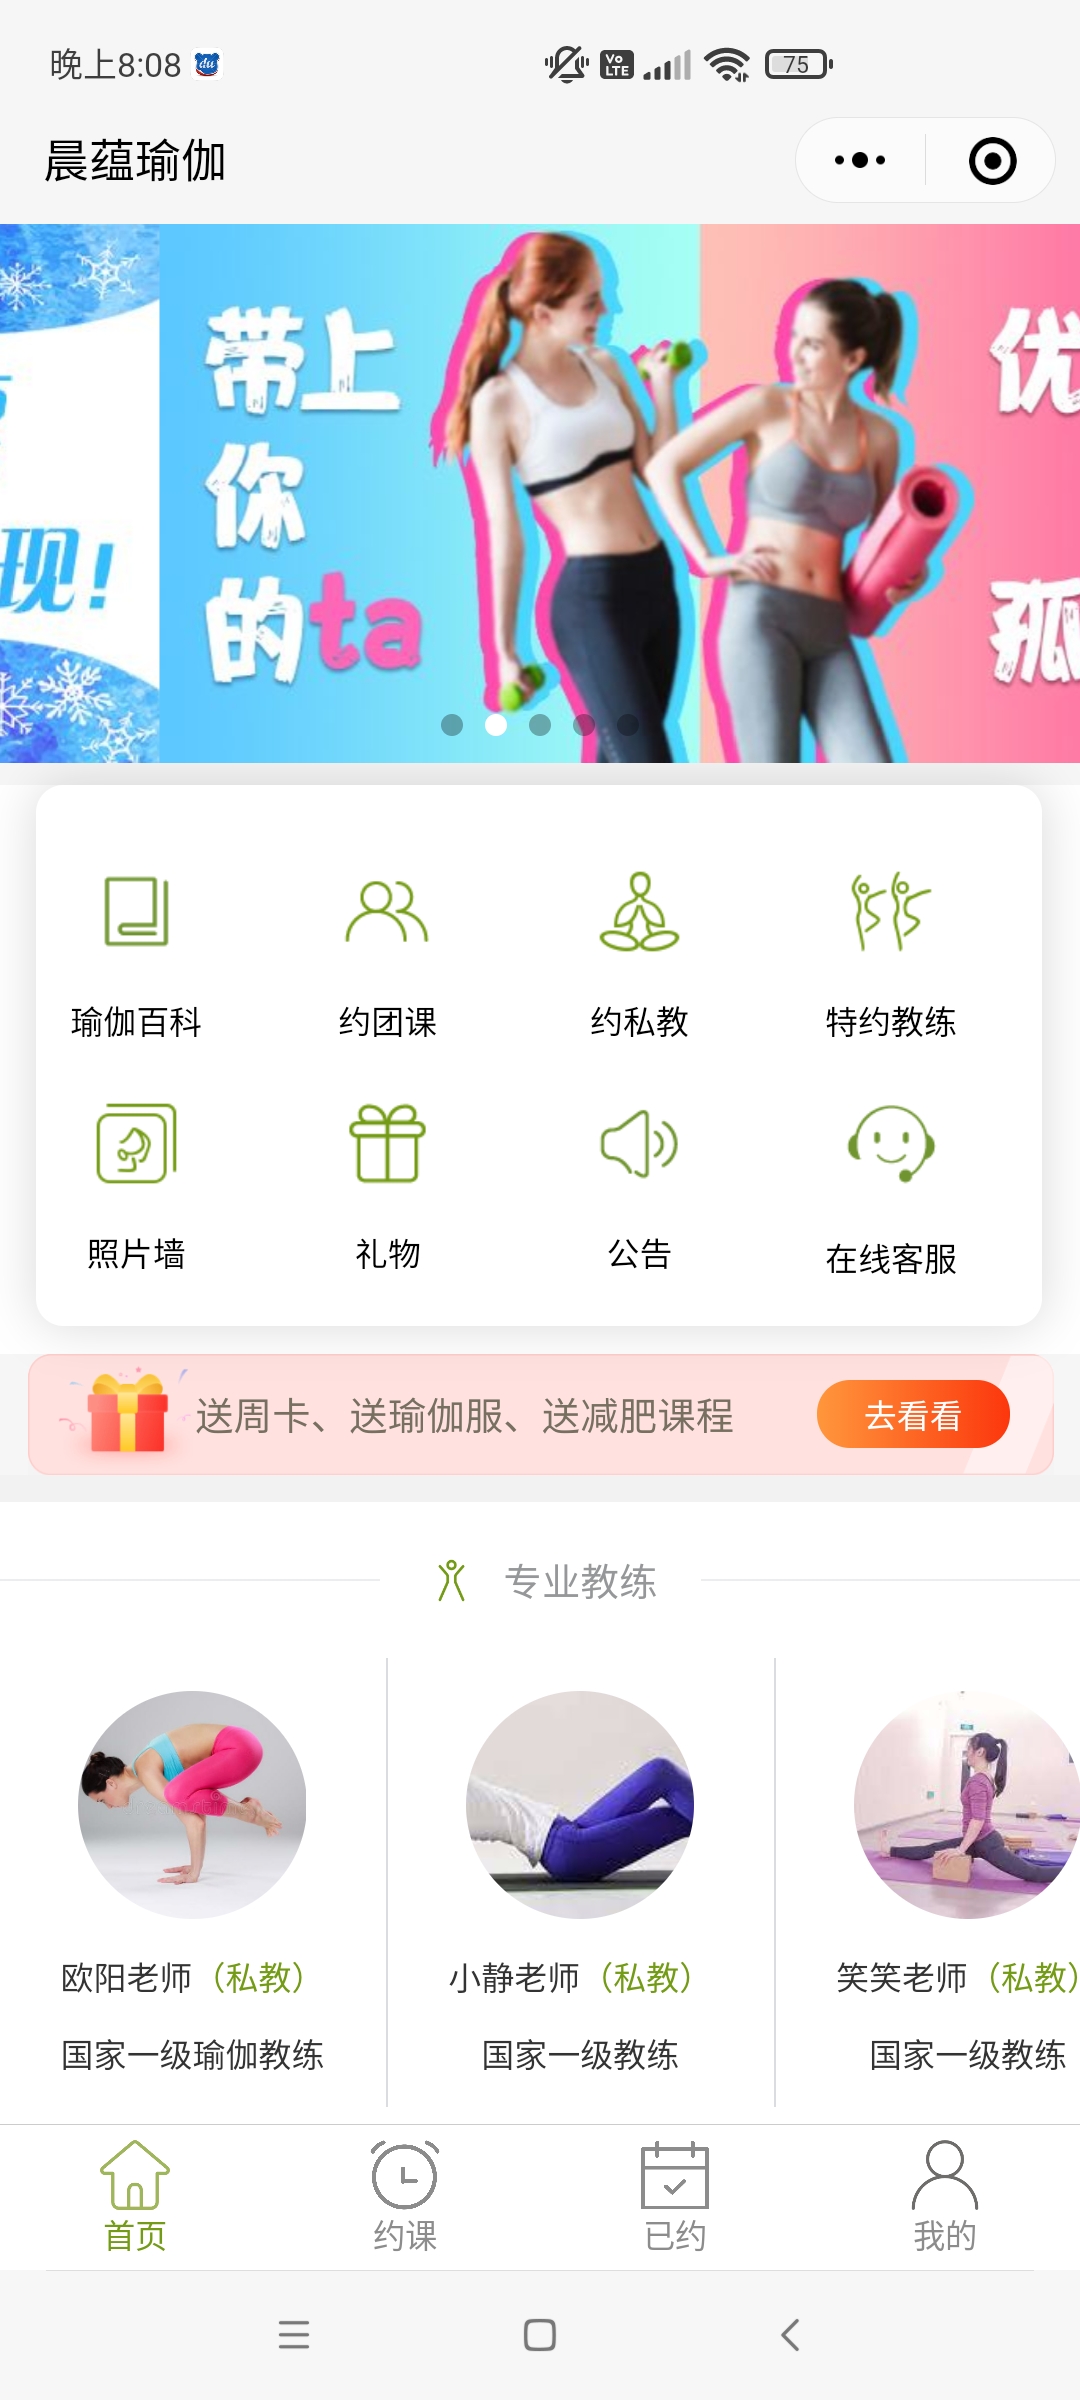 晚上8:08
75
晨蕴瑜伽
带上
你
的ta
优
孤
现!
瑜伽百科
约团课
约私教
特约教练
照片墙
礼物
公告
在线客服
送周卡、送瑜伽服、送减肥课程
去看看
专业教练
欧阳老师（私教）
国家一级瑜伽教练
小静老师（私教）
国家一级教练
笑笑老师（私教）
国家一级教练
首页
约课
已约
我的